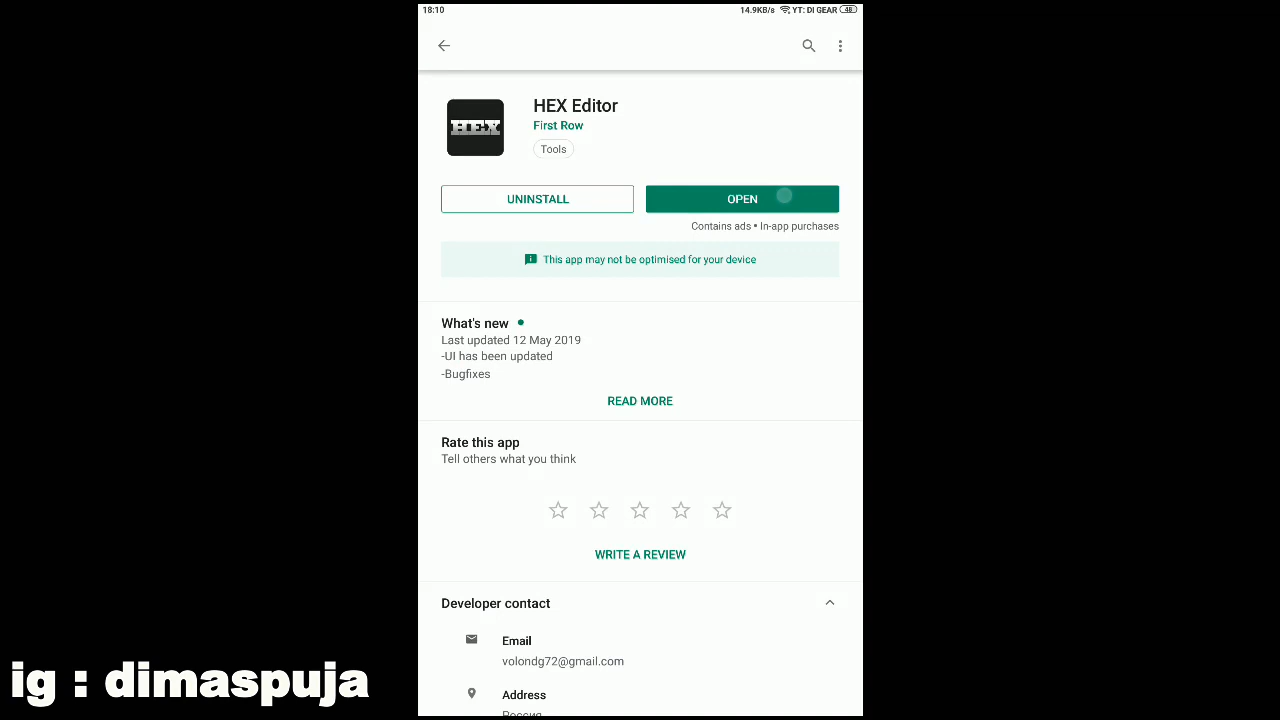 18:10
14.9KB/s YT: DI GEAR 48
HEX
HEX Editor
First Row
Tools
UNINSTALL
OPEN
Contains ads • In-app purchases
This app may not be optimised for your device
What's new
Last updated 12 May 2019
-UI has been updated
-Bugfixes
READ MORE
Rate this app
Tell others what you think
WRITE A REVIEW
Developer contact
Email
volondg72@gmail.com
Address
Россия
ig : dimaspuja